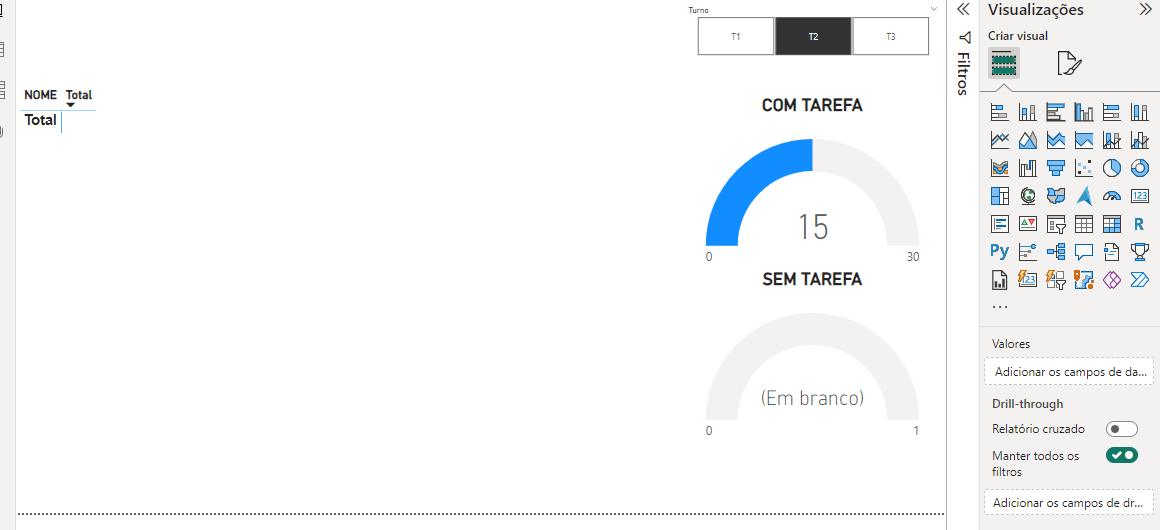 Turno
T1 T2 T3
NOME Total
Total
COM TAREFA
15
0 30
SEM TAREFA
(Em branco)
0 1
Filtros
Visualizações
Criar visual
123
R
Py
123
...
Valores
Adicionar os campos de da...
Drill-through
Relatório cruzado
Manter todos os
filtros
Adicionar os campos de dr...